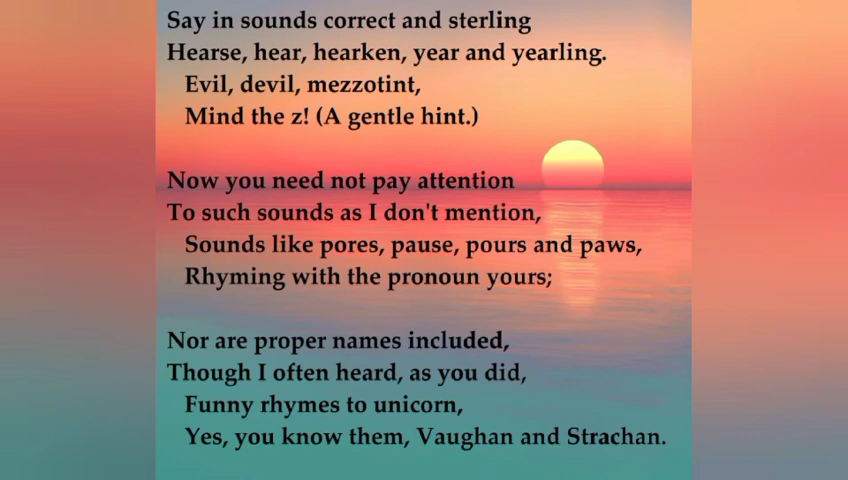 Say in sounds correct and sterling
Hearse, hear, hearken, year and yearling.
Evil, devil, mezzotint,
Mind the z! (A gentle hint.)
Now you need not pay attention
To such sounds as I don't mention,
Sounds like pores, pause, pours and paws,
Rhyming with the pronoun yours;
Nor are proper names included,
Though I often heard, as you did,
Funny rhymes to unicorn,
Yes, you know them, Vaughan and Strachan.